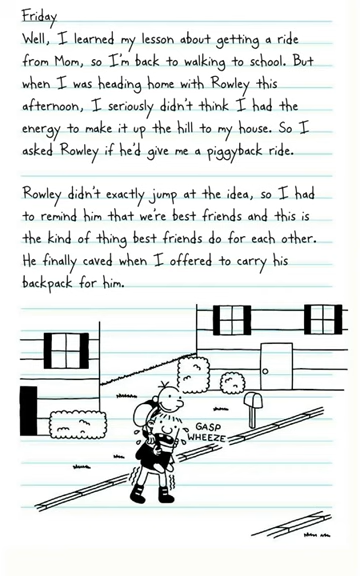 Friday
Well, I learned my lesson about getting a ride
from Mom, so I'm back to walking to school. But
when I was heading home with Rowley this
afternoon, I seriously didn't think I had the
energy to make it up the hill to my house. So I
asked Rowley if he'd give me a piggyback ride.
Rowley didn't exactly jump at the idea, so I had
to remind him that we're best friends and this is
the kind of thing best friends do for each other.
He finally caved when I offered to carry his
backpack for him.
GASP
WHEEZE